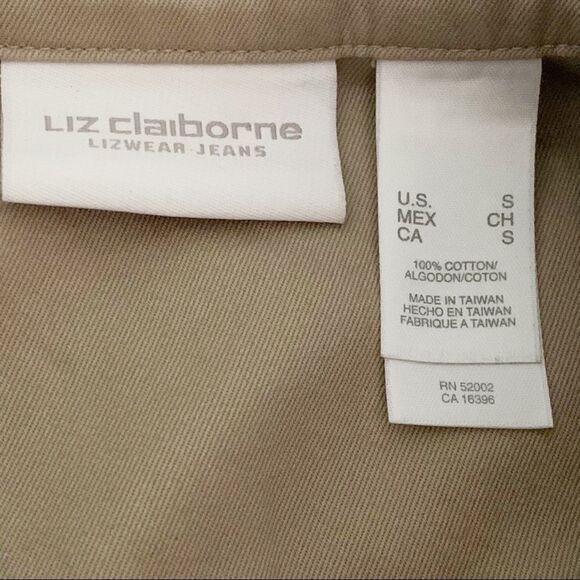 Liz claiborne
LIZWEAR·JEANS
U.S. S
MEX CH
CA S
100% COTTON/
ALGODON/COTON
MADE IN TAIWAN
HECHO EN TAIWAN
FABRIQUE A TAIWAN
RN 52002
CA 16396